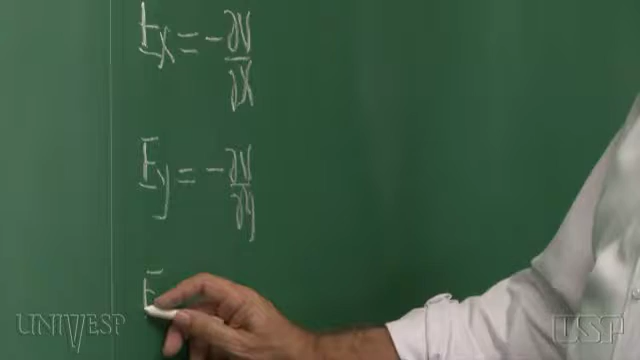 Ex = - ∂V/∂x
Ey = - ∂V/∂y
E
UNIVESP
USP